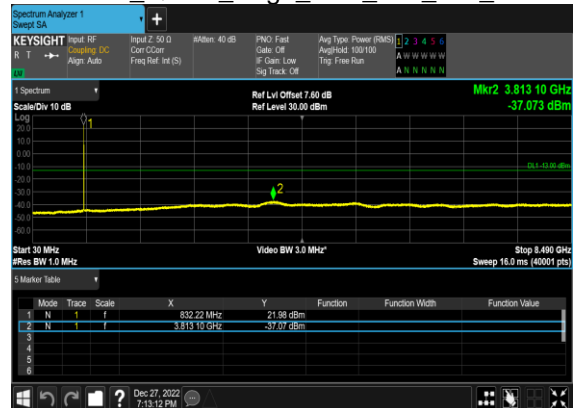 Spectrum Analyzer 1
Swept SA
KEYSIGHT Input: RF Input Z: 50 Ω #Atten: 40 dB PNO: Fast Avg Type: Power (RMS) 1 2 3 4 5 6
R T Coupling: DC Corr CCorr Gate: Off Avg|Hold: 100/100 A W W W W W
Align: Auto Freq Ref: Int (S) IF Gain: Low Trig: Free Run
Sig Track: Off A N N N N N
LW
1 Spectrum Ref Lvl Offset 7.60 dB Mkr2 3.813 10 GHz
Scale/Div 10 dB Ref Level 30.00 dBm -37.073 dBm
Log
20.0
10.0
0.00
-10.0
-20.0
-30.0
-40.0
-50.0
-60.0
1
DL1 -13.00 dBm
2
Start 30 MHz Video BW 3.0 MHz* Stop 8.490 GHz
#Res BW 1.0 MHz Sweep 16.0 ms (40001 pts)
5 Marker Table
Mode Trace Scale X Y Function Function Width Function Value
1 N 1 f 832.22 MHz 21.98 dBm
2 N 1 f 3.813 10 GHz -37.07 dBm
3
4
5
6
? Dec 27, 2022
7:13:12 PM